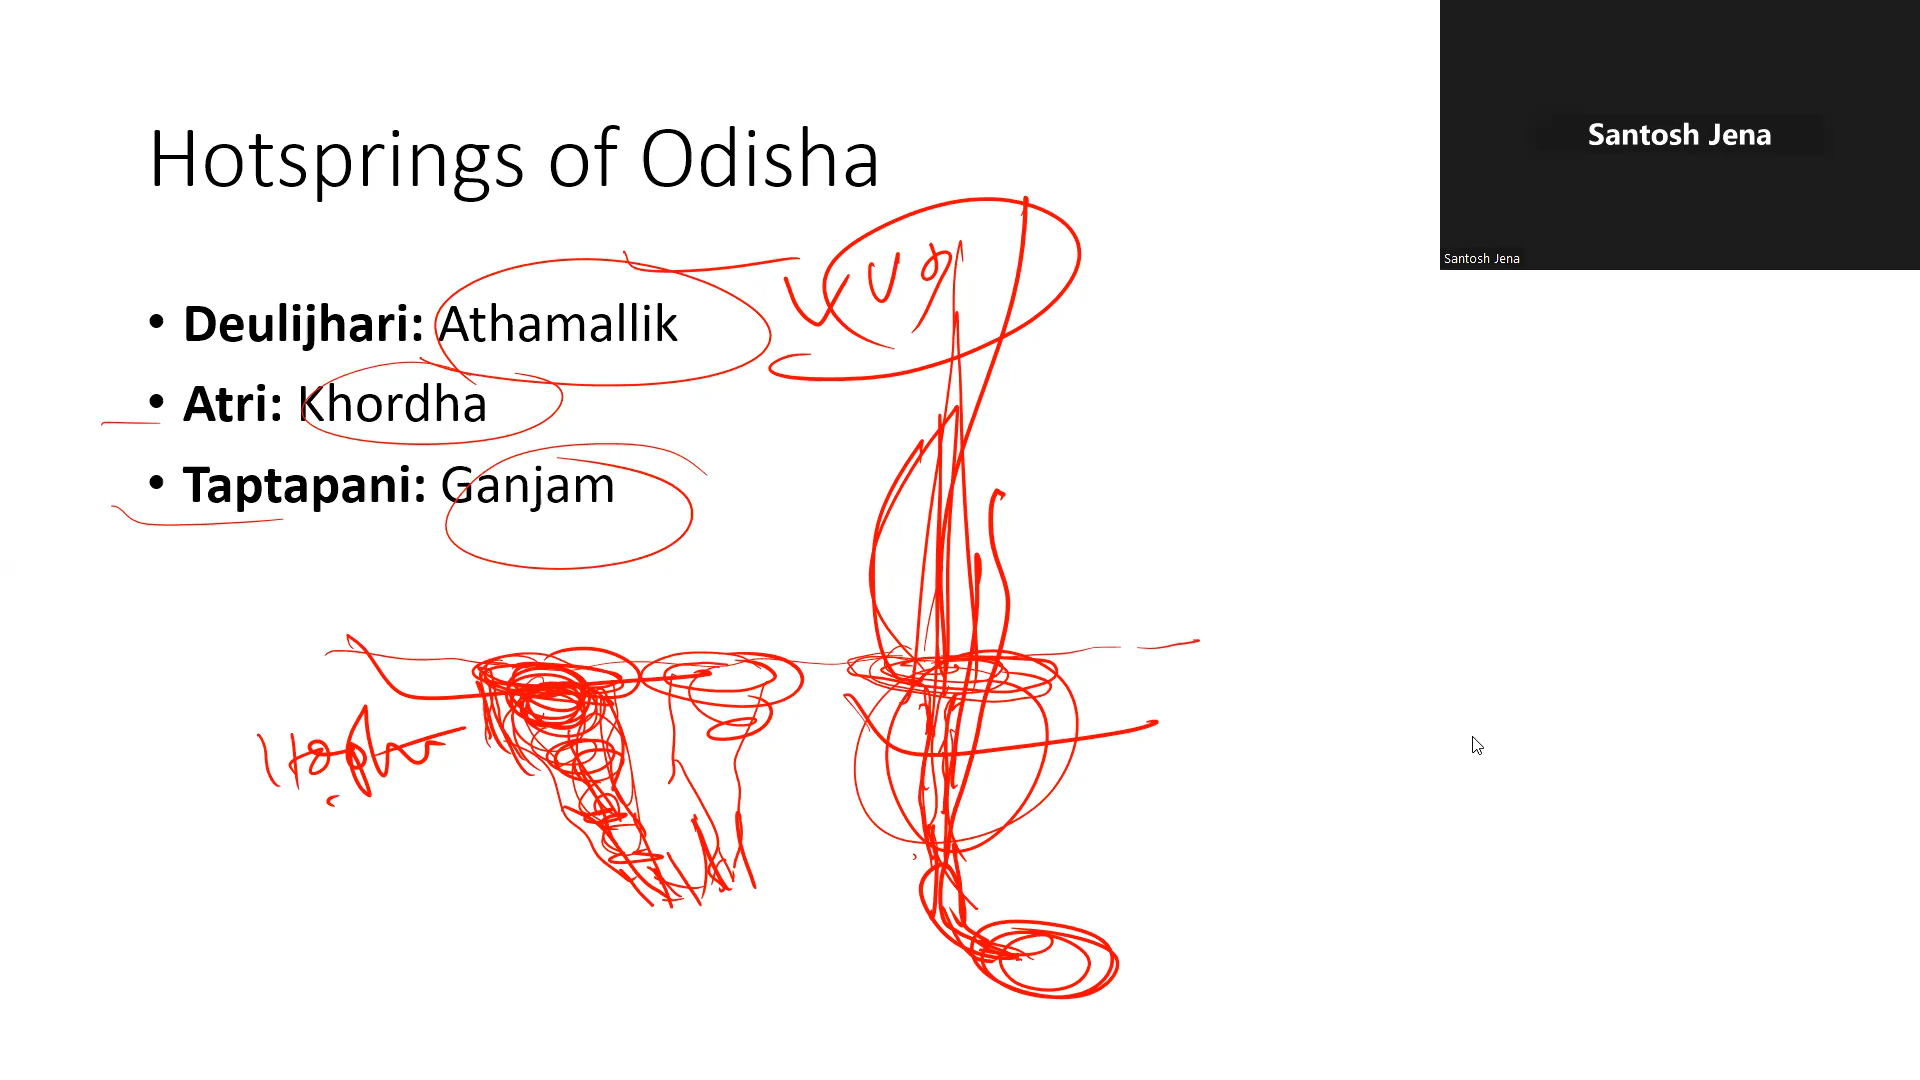 Hotsprings of Odisha
• Deulijhari: Athamallik
• Atri: Khordha
• Taptapani: Ganjam
Santosh Jena
Santosh Jena